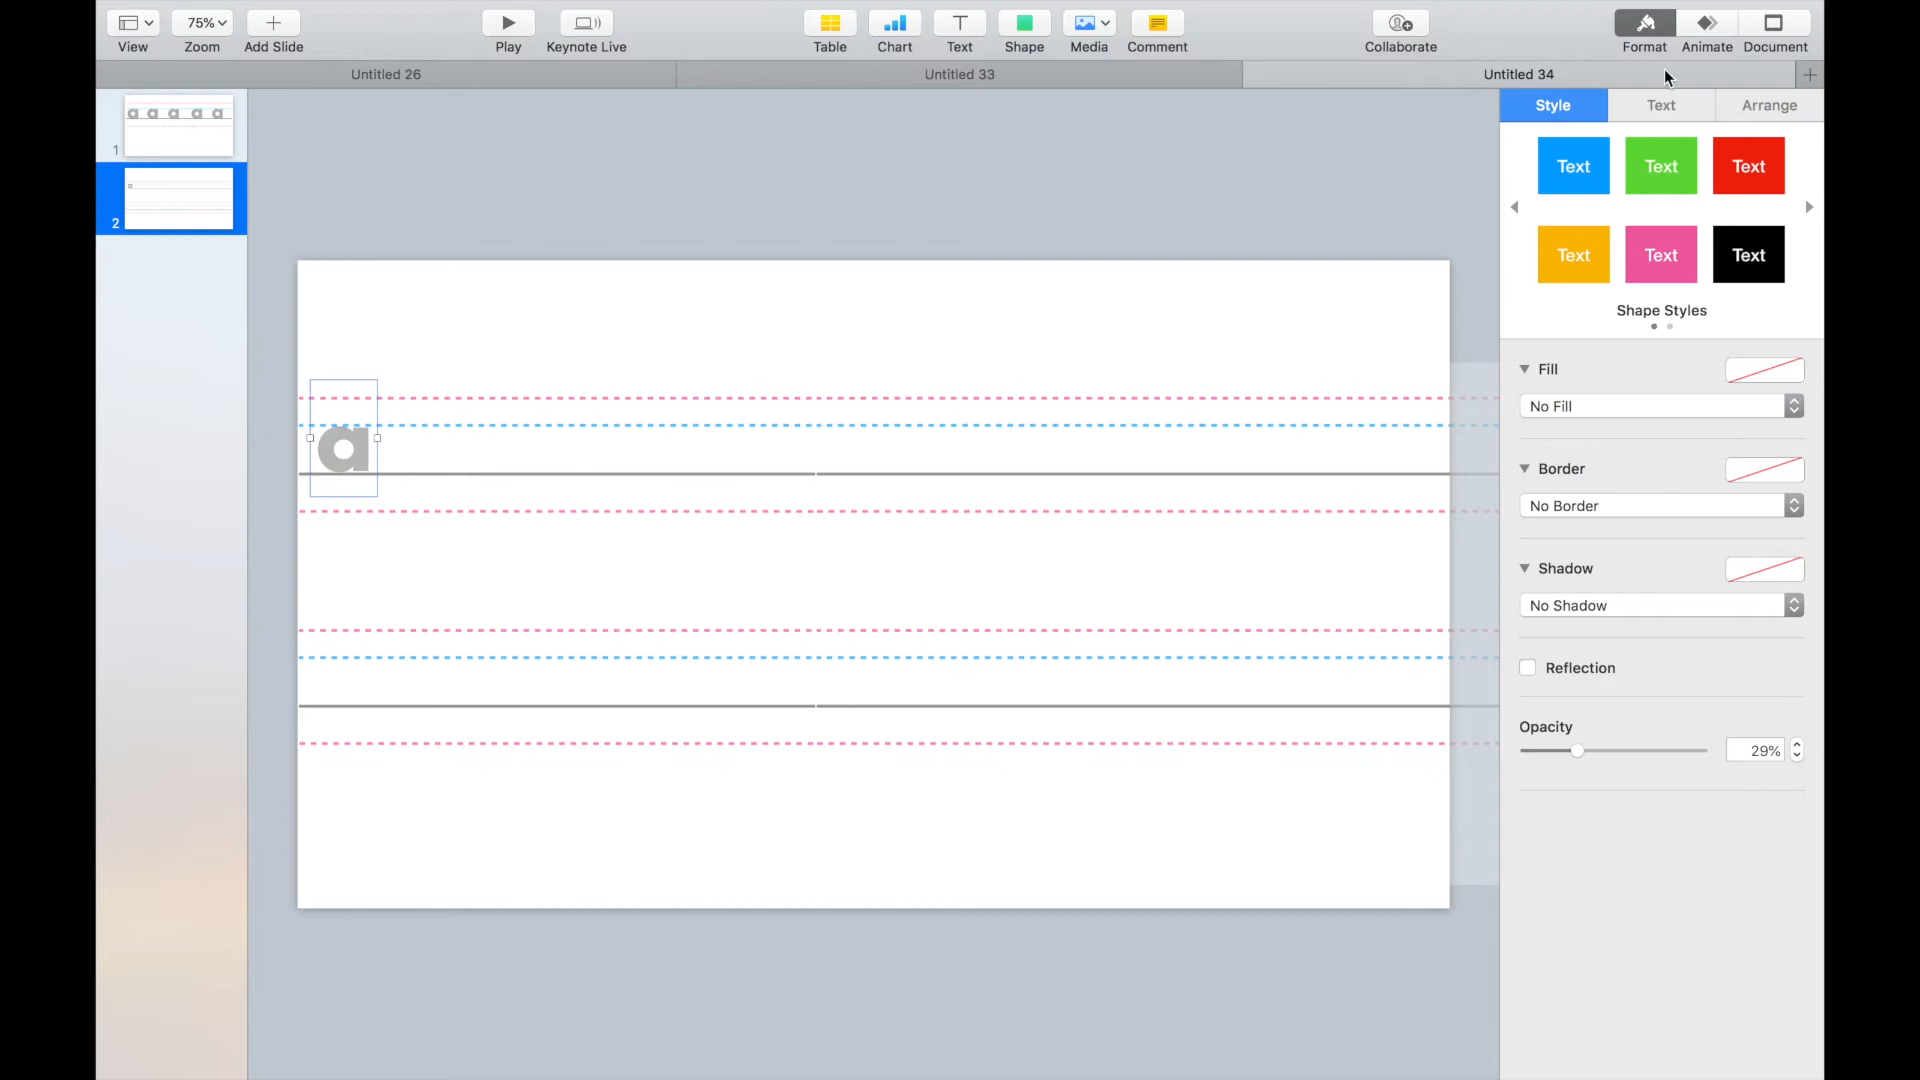 75%
View
Zoom
Add Slide
Play
Keynote Live
Table
Chart
Text
Shape
Media
Comment
Collaborate
Format
Animate
Document
Untitled 26
Untitled 33
Untitled 34
a a a a a
1
2
a
Style
Text
Arrange
Text Text Text
Text Text Text
Shape Styles
Fill
No Fill
Border
No Border
Shadow
No Shadow
Reflection
Opacity
29%